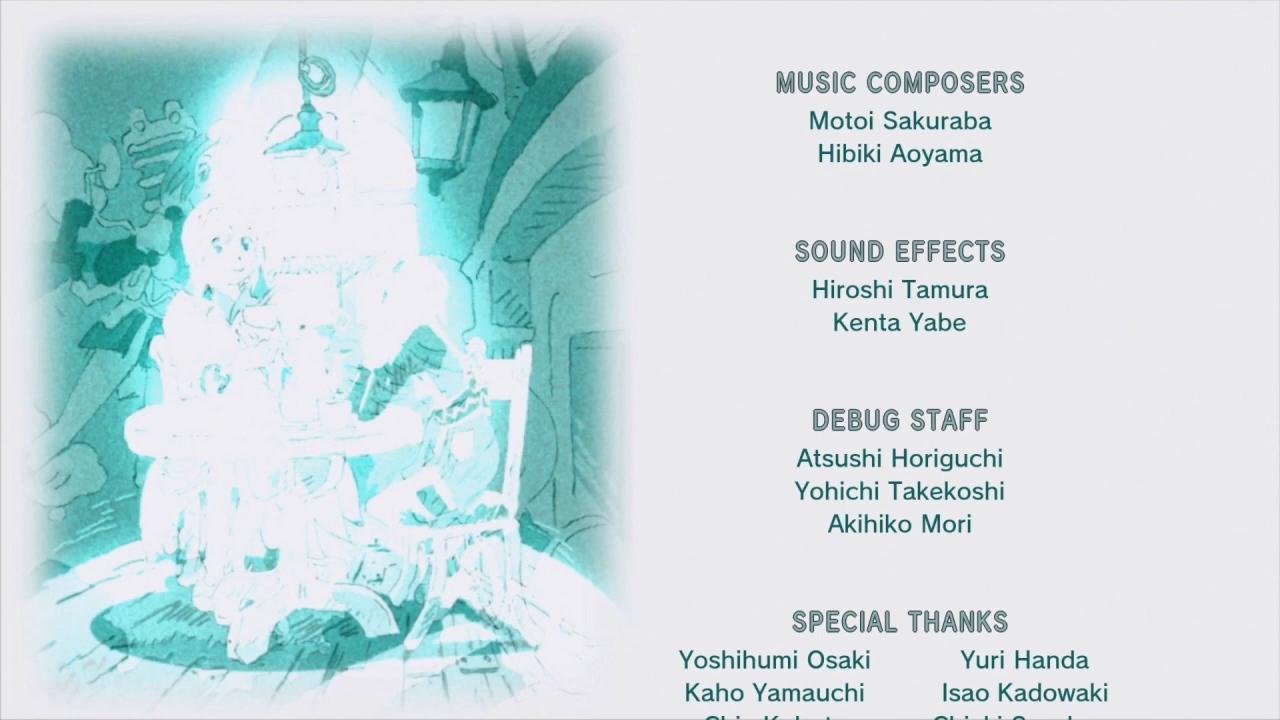 MUSIC COMPOSERS
Motoi Sakuraba
Hibiki Aoyama
SOUND EFFECTS
Hiroshi Tamura
Kenta Yabe
DEBUG STAFF
Atsushi Horiguchi
Yohichi Takekoshi
Akihiko Mori
SPECIAL THANKS
Yoshihumi Osaki Yuri Handa
Kaho Yamauchi Isao Kadowaki